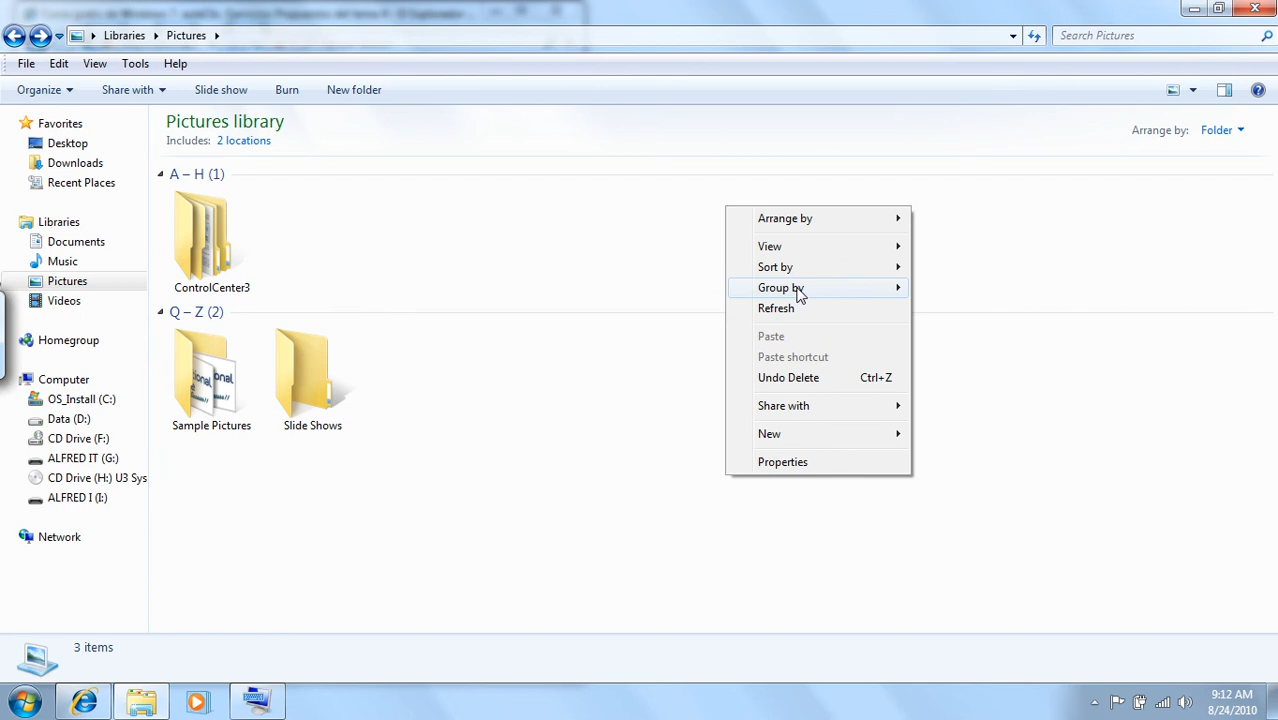 Libraries Pictures
Search Pictures
File Edit View Tools Help
Organize Share with Slide show Burn New folder
Favorites
Desktop
Downloads
Recent Places
Libraries
Documents
Music
Pictures
Videos
Homegroup
Computer
OS_Install (C:)
Data (D:)
CD Drive (F:)
ALFRED IT (G:)
CD Drive (H:) U3 Sys
ALFRED I (I:)
Network
Pictures library
Includes: 2 locations
Arrange by: Folder
A – H (1)
ControlCenter3
Q – Z (2)
Sample Pictures
Slide Shows
Arrange by
View
Sort by
Group by
Refresh
Paste
Paste shortcut
Undo Delete Ctrl+Z
Share with
New
Properties
3 items
9:12 AM
8/24/2010